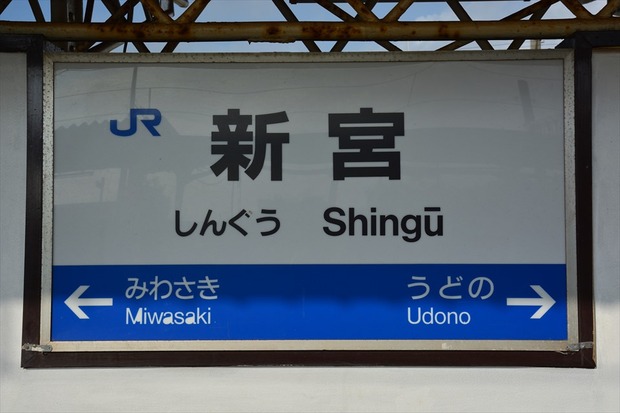 JR
新宮
しんぐう Shingū
← みわさき うどの →
Miwasaki Udono